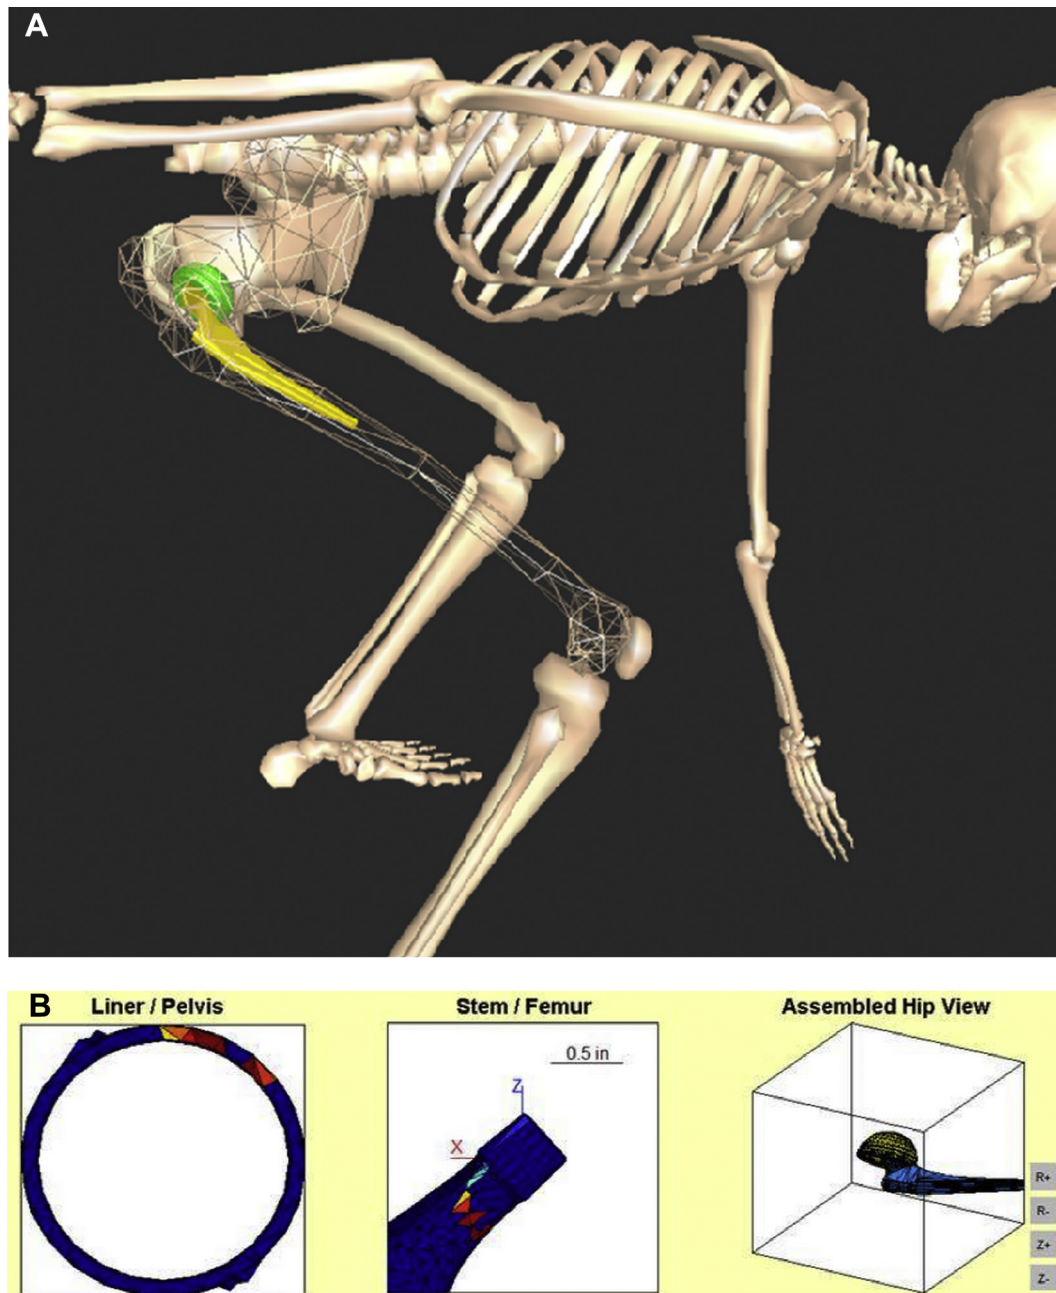 A
B
Liner / Pelvis
Stem / Femur
Assembled Hip View
0.5 in
Z
X
R+
R-
Z+
Z-